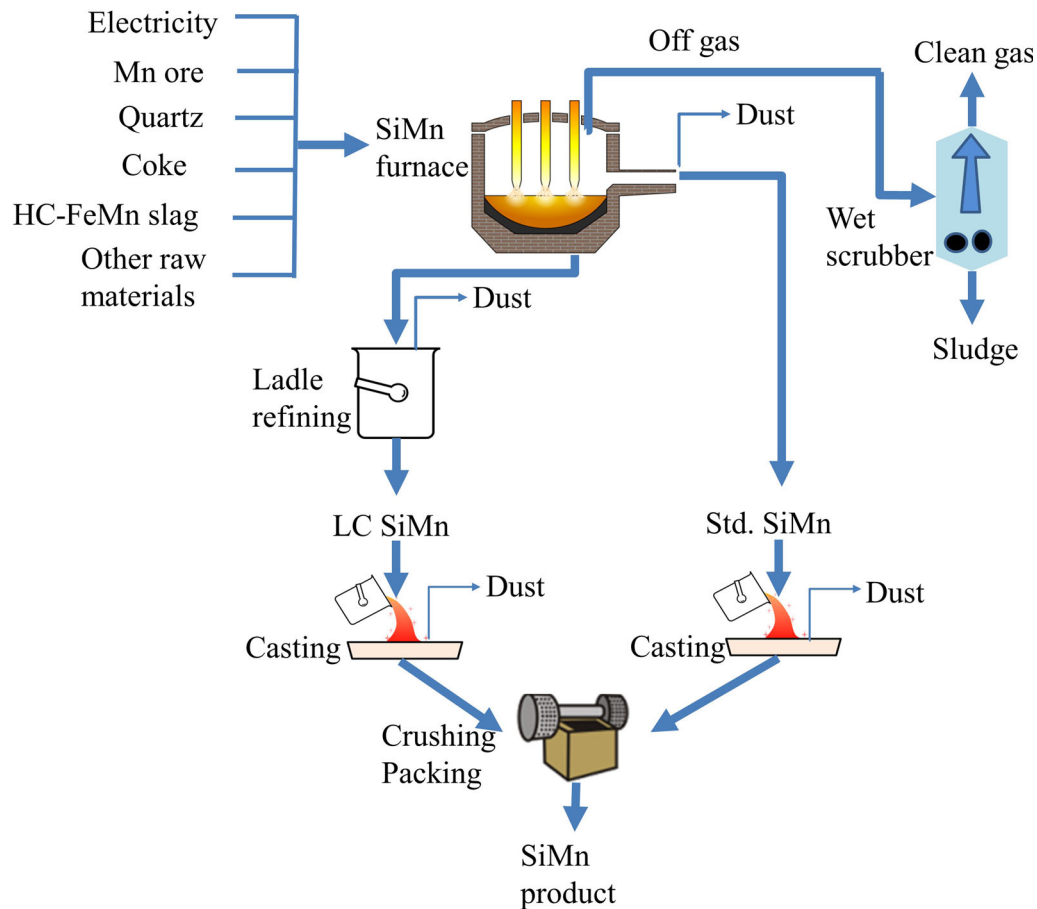 Electricity
Mn ore
Quartz
Coke
HC-FeMn slag
Other raw
materials
SiMn
furnace
Off gas
Dust
Clean gas
Wet
scrubber
Sludge
Dust
Ladle
refining
LC SiMn
Std. SiMn
Dust
Casting
Dust
Casting
Crushing
Packing
SiMn
product